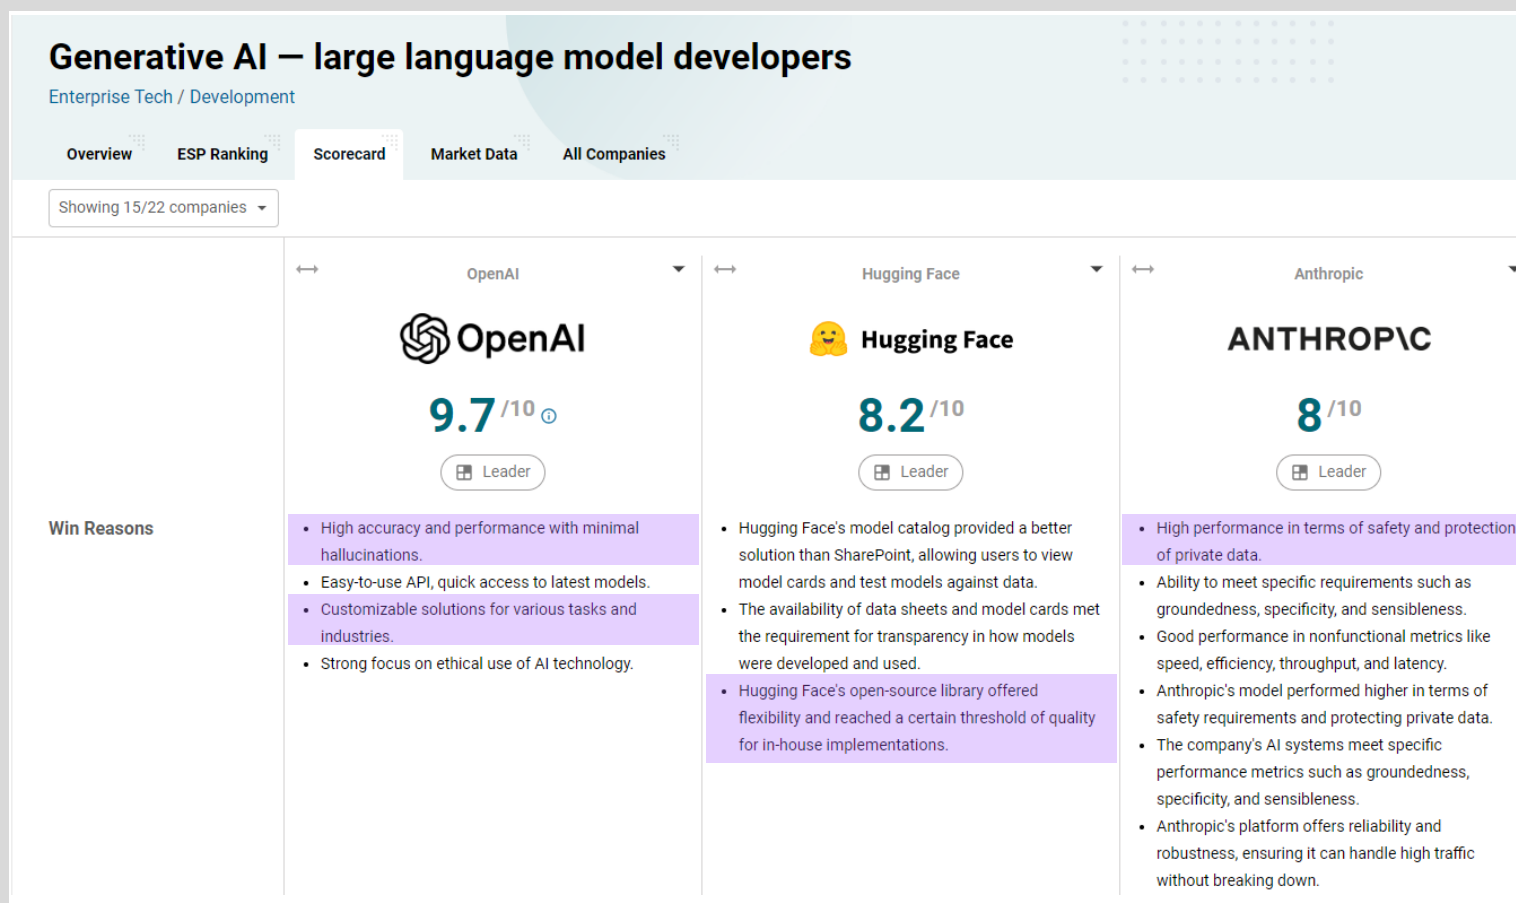 Generative AI — large language model developers
Enterprise Tech / Development
Overview ESP Ranking Scorecard Market Data All Companies
Showing 15/22 companies
OpenAI
OpenAI
9.7 /10
Leader
Hugging Face
Hugging Face
8.2 /10
Leader
Anthropic
ANTHROP\C
8 /10
Leader
Win Reasons
• High accuracy and performance with minimal
hallucinations.
• Easy-to-use API, quick access to latest models.
• Customizable solutions for various tasks and
industries.
• Strong focus on ethical use of AI technology.
• Hugging Face's model catalog provided a better
solution than SharePoint, allowing users to view
model cards and test models against data.
• The availability of data sheets and model cards met
the requirement for transparency in how models
were developed and used.
• Hugging Face's open-source library offered
flexibility and reached a certain threshold of quality
for in-house implementations.
• High performance in terms of safety and protection
of private data.
• Ability to meet specific requirements such as
groundedness, specificity, and sensibleness.
• Good performance in nonfunctional metrics like
speed, efficiency, throughput, and latency.
• Anthropic's model performed higher in terms of
safety requirements and protecting private data.
• The company's AI systems meet specific
performance metrics such as groundedness,
specificity, and sensibleness.
• Anthropic's platform offers reliability and
robustness, ensuring it can handle high traffic
without breaking down.